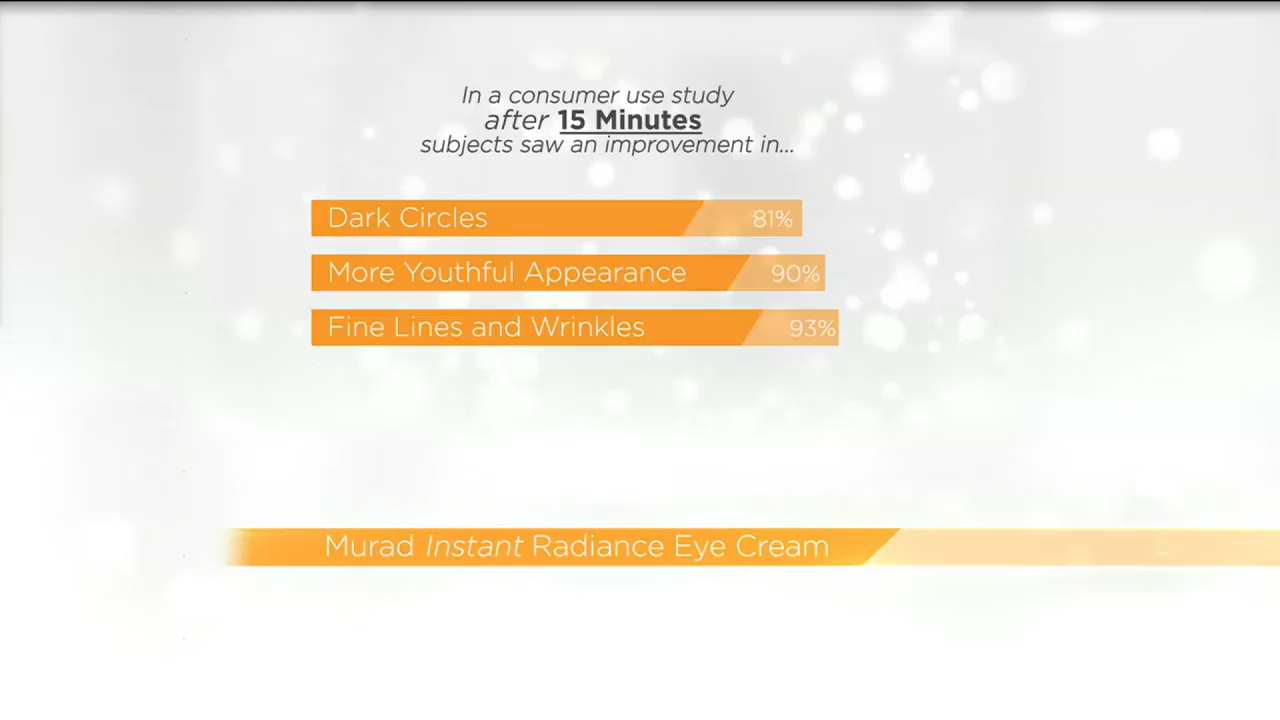 In a consumer use study
after 15 Minutes
subjects saw an improvement in...
Dark Circles 81%
More Youthful Appearance 90%
Fine Lines and Wrinkles 93%
Murad Instant Radiance Eye Cream